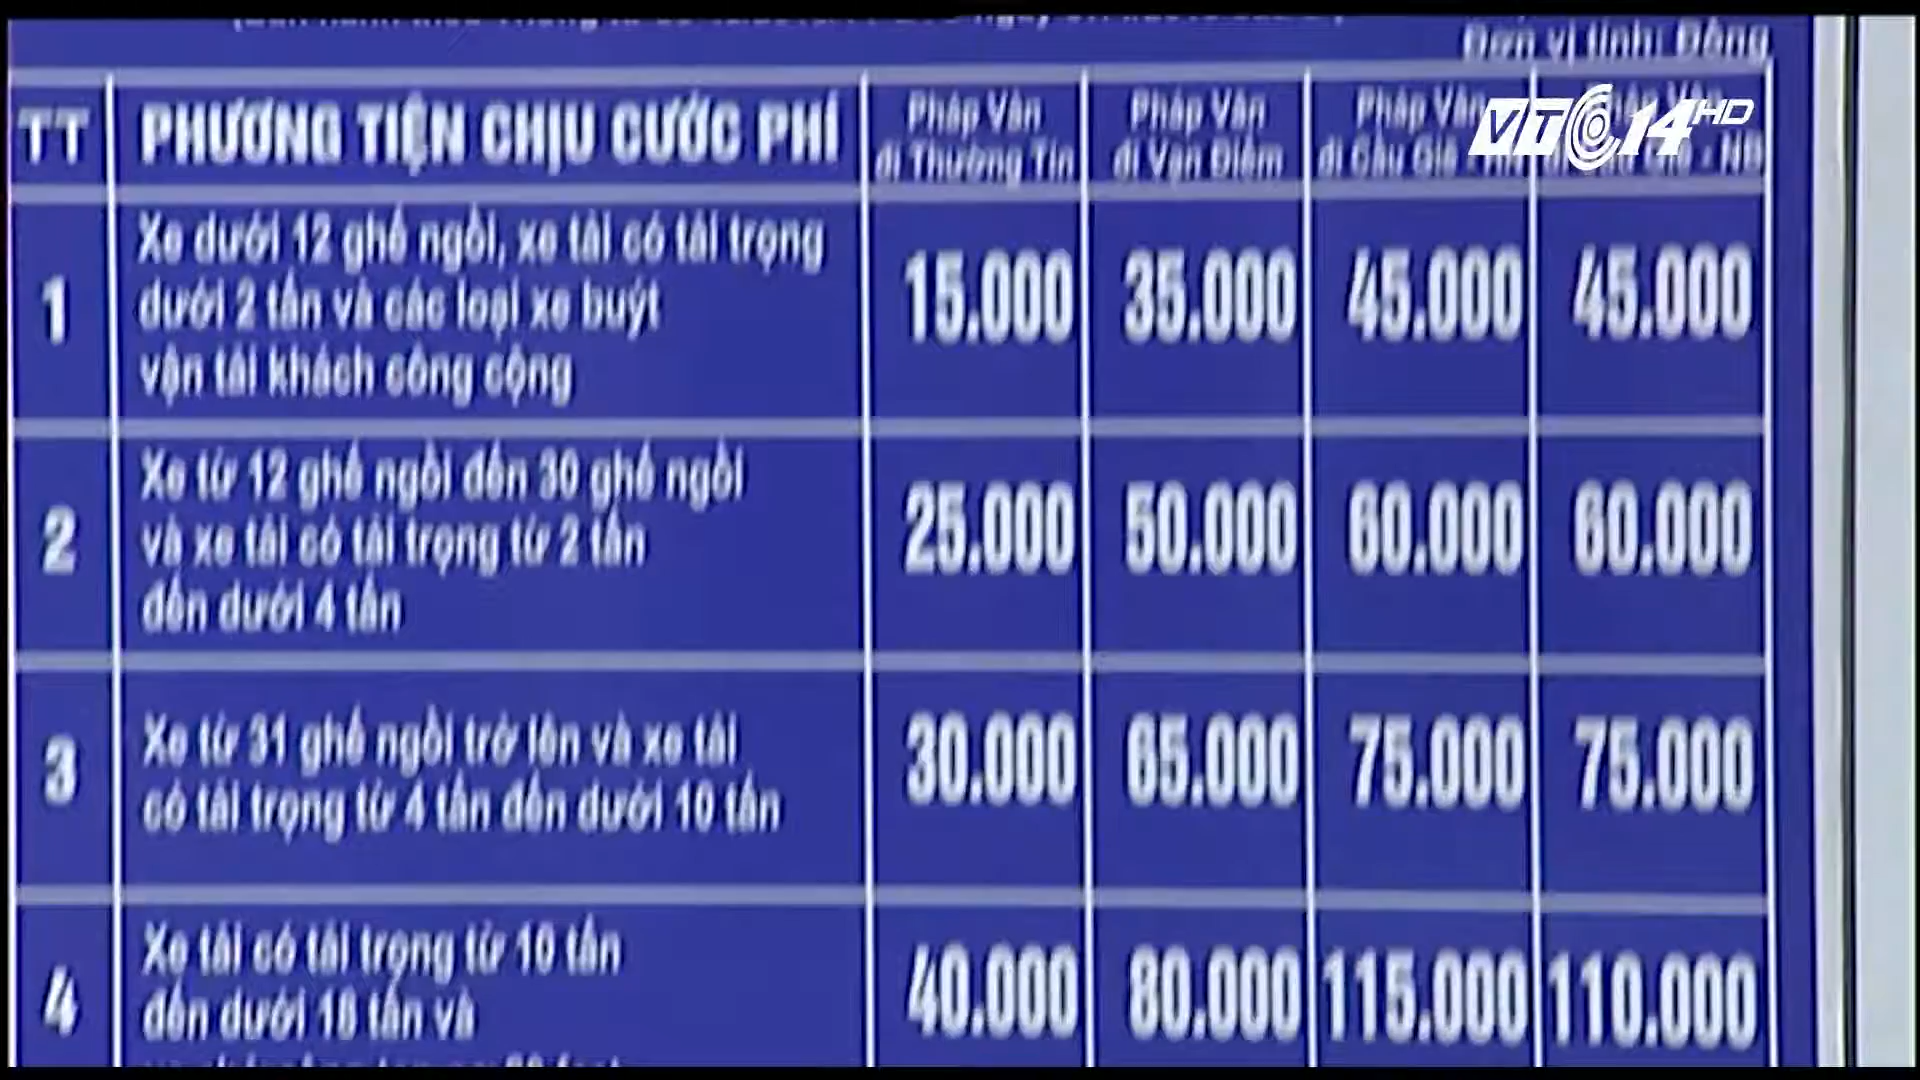 Đơn vị tính: Đồng
TT
PHƯƠNG TIỆN CHỊU CƯỚC PHÍ
Pháp Vân
đi Thường Tín
Pháp Vân
đi Vạn Điểm
Pháp Vân
đi Cầu Giẽ -
- NB
VTC14 HD
1
Xe dưới 12 ghế ngồi, xe tải có tải trọng
dưới 2 tấn và các loại xe buýt
vận tải khách công cộng
15.000
35.000
45.000
45.000
2
Xe từ 12 ghế ngồi đến 30 ghế ngồi
và xe tải có tải trọng từ 2 tấn
đến dưới 4 tấn
25.000
50.000
60.000
60.000
3
Xe từ 31 ghế ngồi trở lên và xe tải
có tải trọng từ 4 tấn đến dưới 10 tấn
30.000
65.000
75.000
75.000
4
Xe tải có tải trọng từ 10 tấn
đến dưới 18 tấn và
40.000
80.000
115.000
110.000